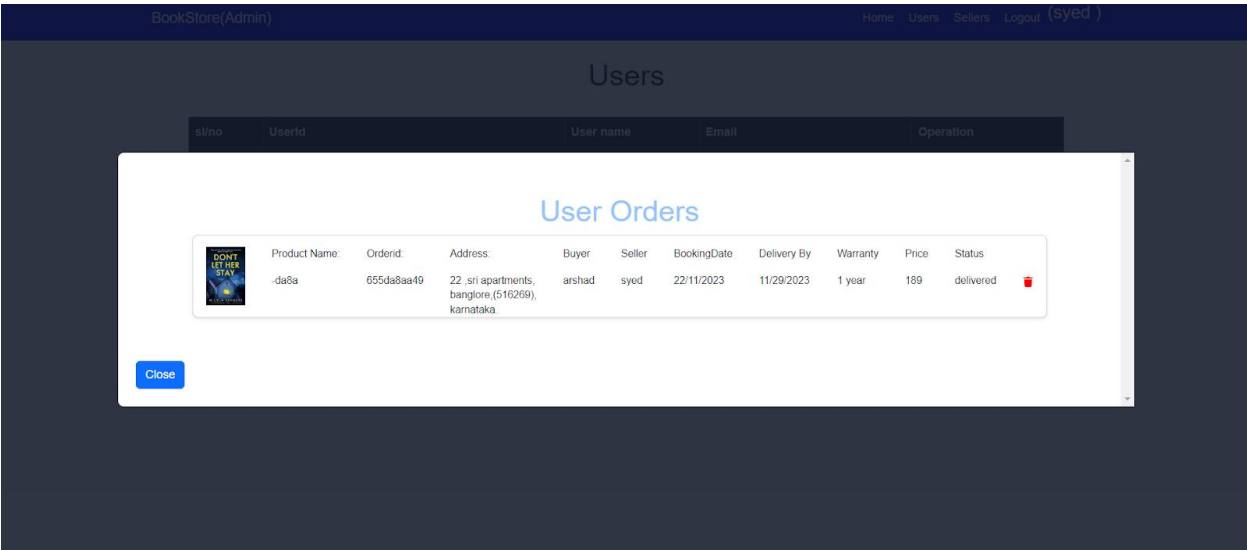 BookStore(Admin) Home Users Sellers Logout (syed )
Users
sl/no UserId User name Email Operation
User Orders
Product Name: Orderid: Address: Buyer Seller BookingDate Delivery By Warranty Price Status
DON'T
LET HER
STAY
-da8a 655da8aa49 22 ,sri apartments, arshad syed 22/11/2023 11/29/2023 1 year 189 delivered
banglore,(516269),
karnataka.
Close